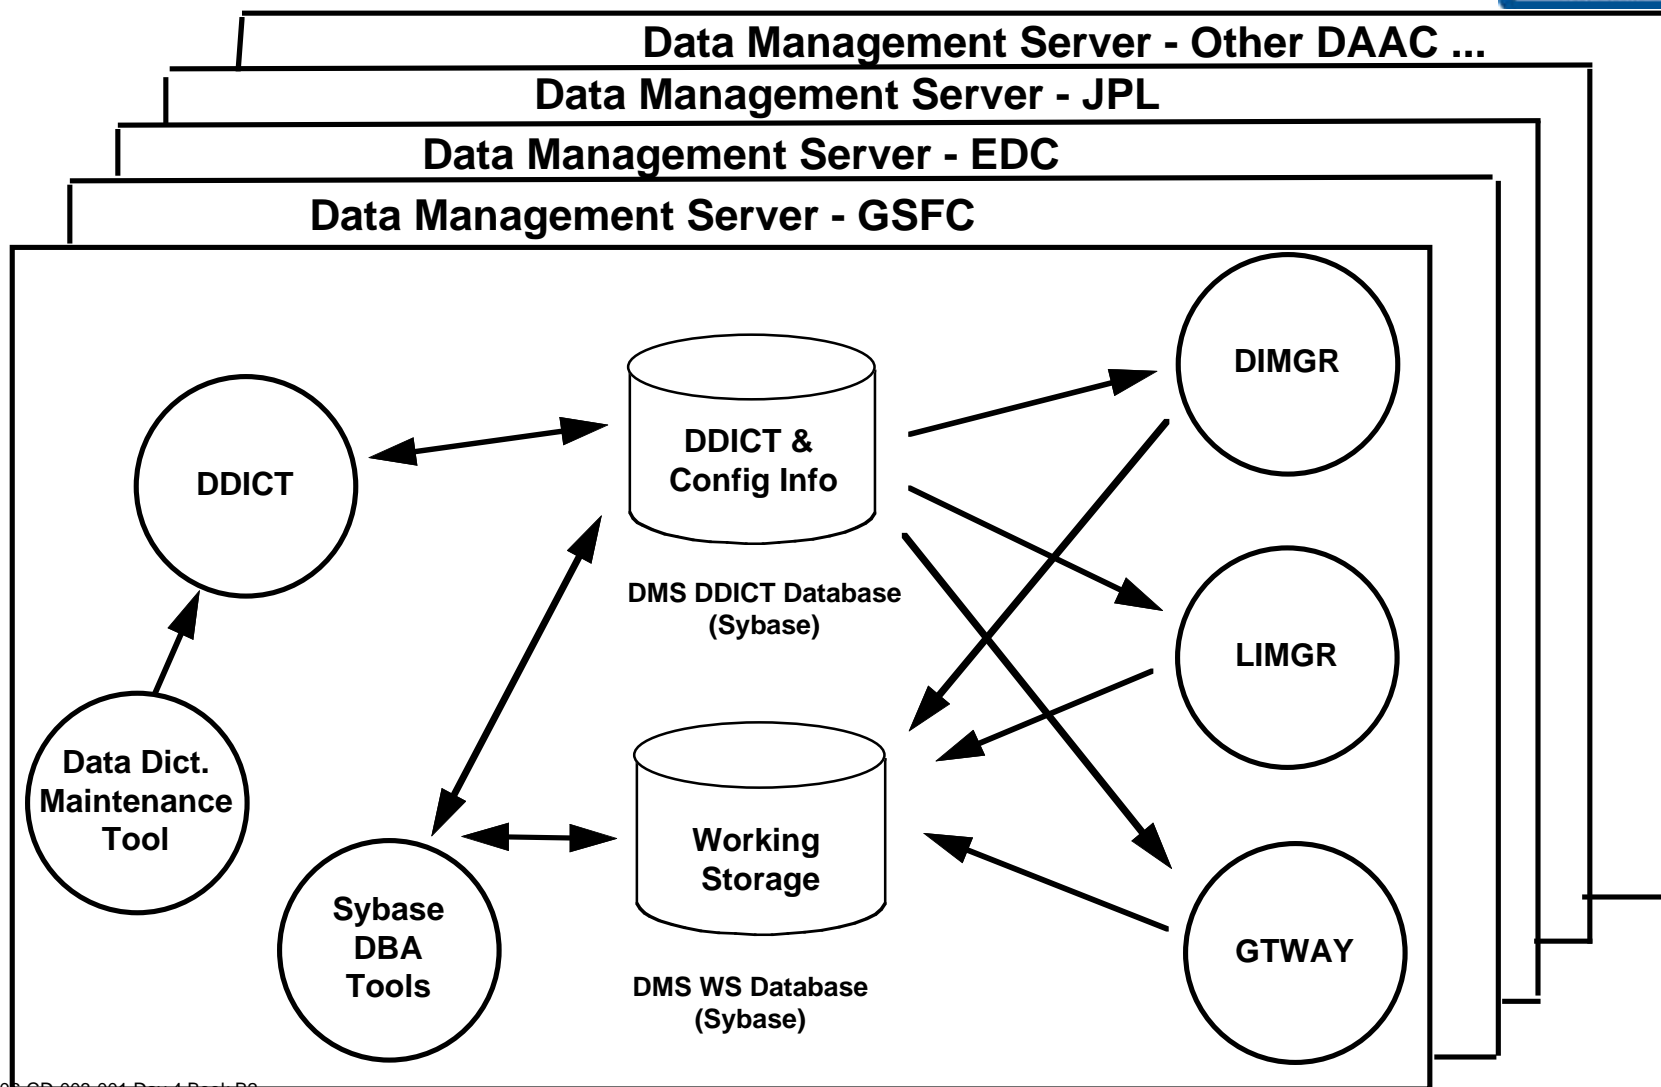 Data Management Server - Other DAAC ...
Data Management Server - JPL
Data Management Server - EDC
Data Management Server - GSFC
DIMGR
DDICT &
Config Info
DDICT
DMS DDICT Database
(Sybase)
LIMGR
Data Dict.
Maintenance
Tool
Working
Storage
Sybase
DBA
Tools
GTWAY
DMS WS Database
(Sybase)